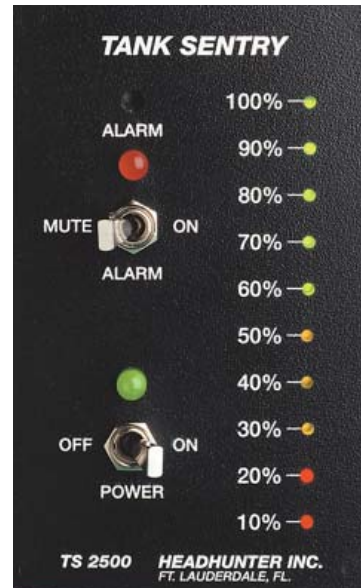 TANK SENTRY
ALARM
MUTE ON
ALARM
OFF ON
POWER
100%
90%
80%
70%
60%
50%
40%
30%
20%
10%
TS 2500 HEADHUNTER INC.
FT. LAUDERDALE, FL.